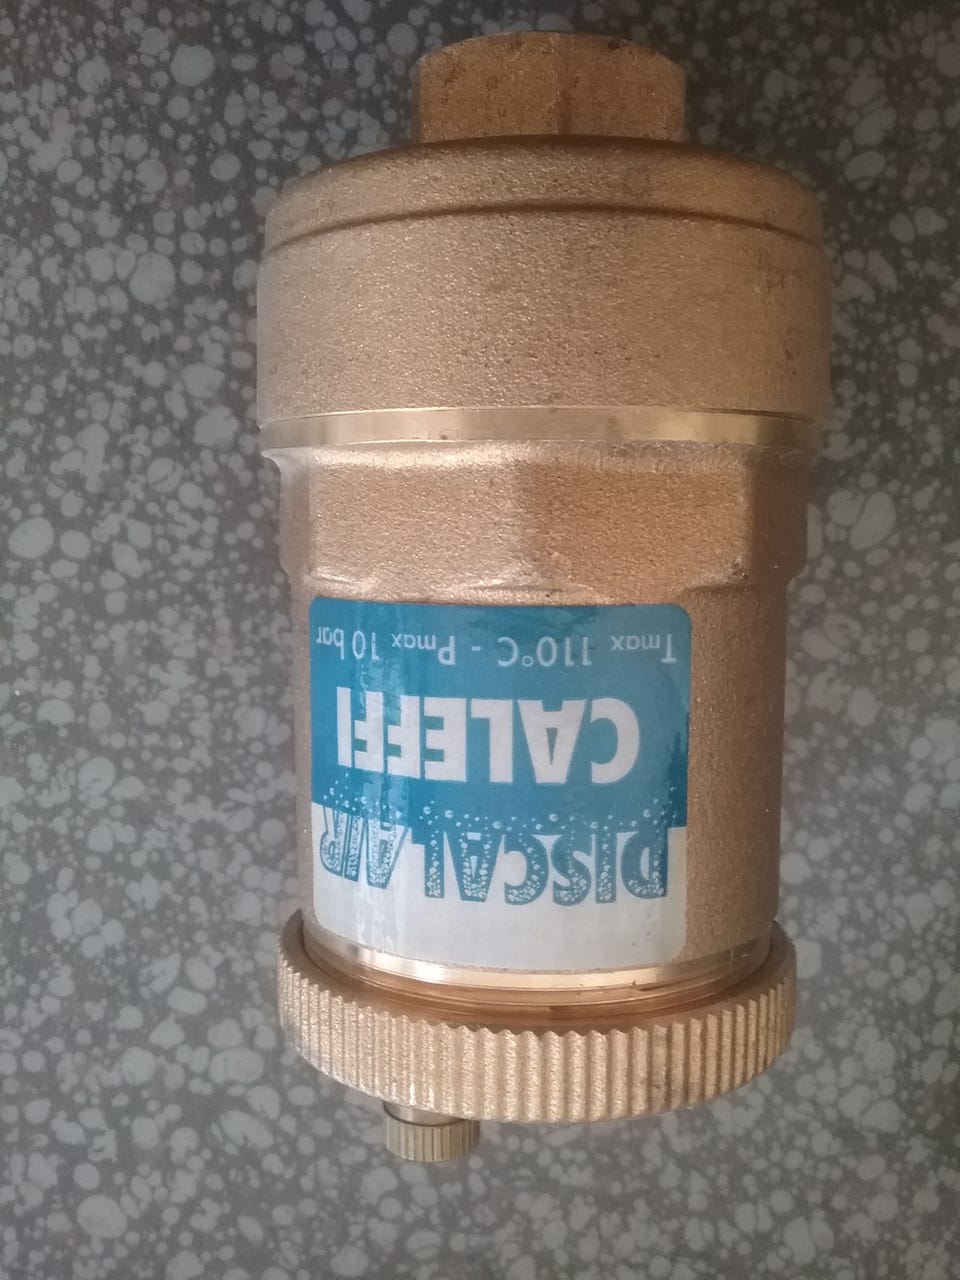 DISCALAIR
CALEFFI
Tmax 110°C - Pmax 10 bar